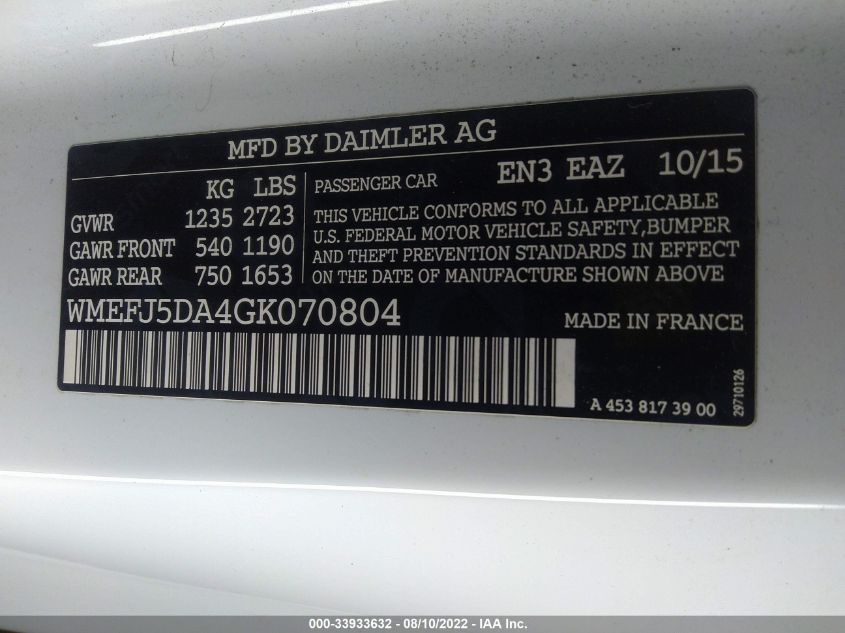 MFD BY DAIMLER AG
KG LBS
GVWR 1235 2723
GAWR FRONT 540 1190
GAWR REAR 750 1653
PASSENGER CAR EN3 EAZ 10/15
THIS VEHICLE CONFORMS TO ALL APPLICABLE
U.S. FEDERAL MOTOR VEHICLE SAFETY,BUMPER
AND THEFT PREVENTION STANDARDS IN EFFECT
ON THE DATE OF MANUFACTURE SHOWN ABOVE
WMEFJ5DA4GK070804
MADE IN FRANCE
A 453 817 39 00
29710126
000-33933632 - 08/10/2022 - IAA Inc.